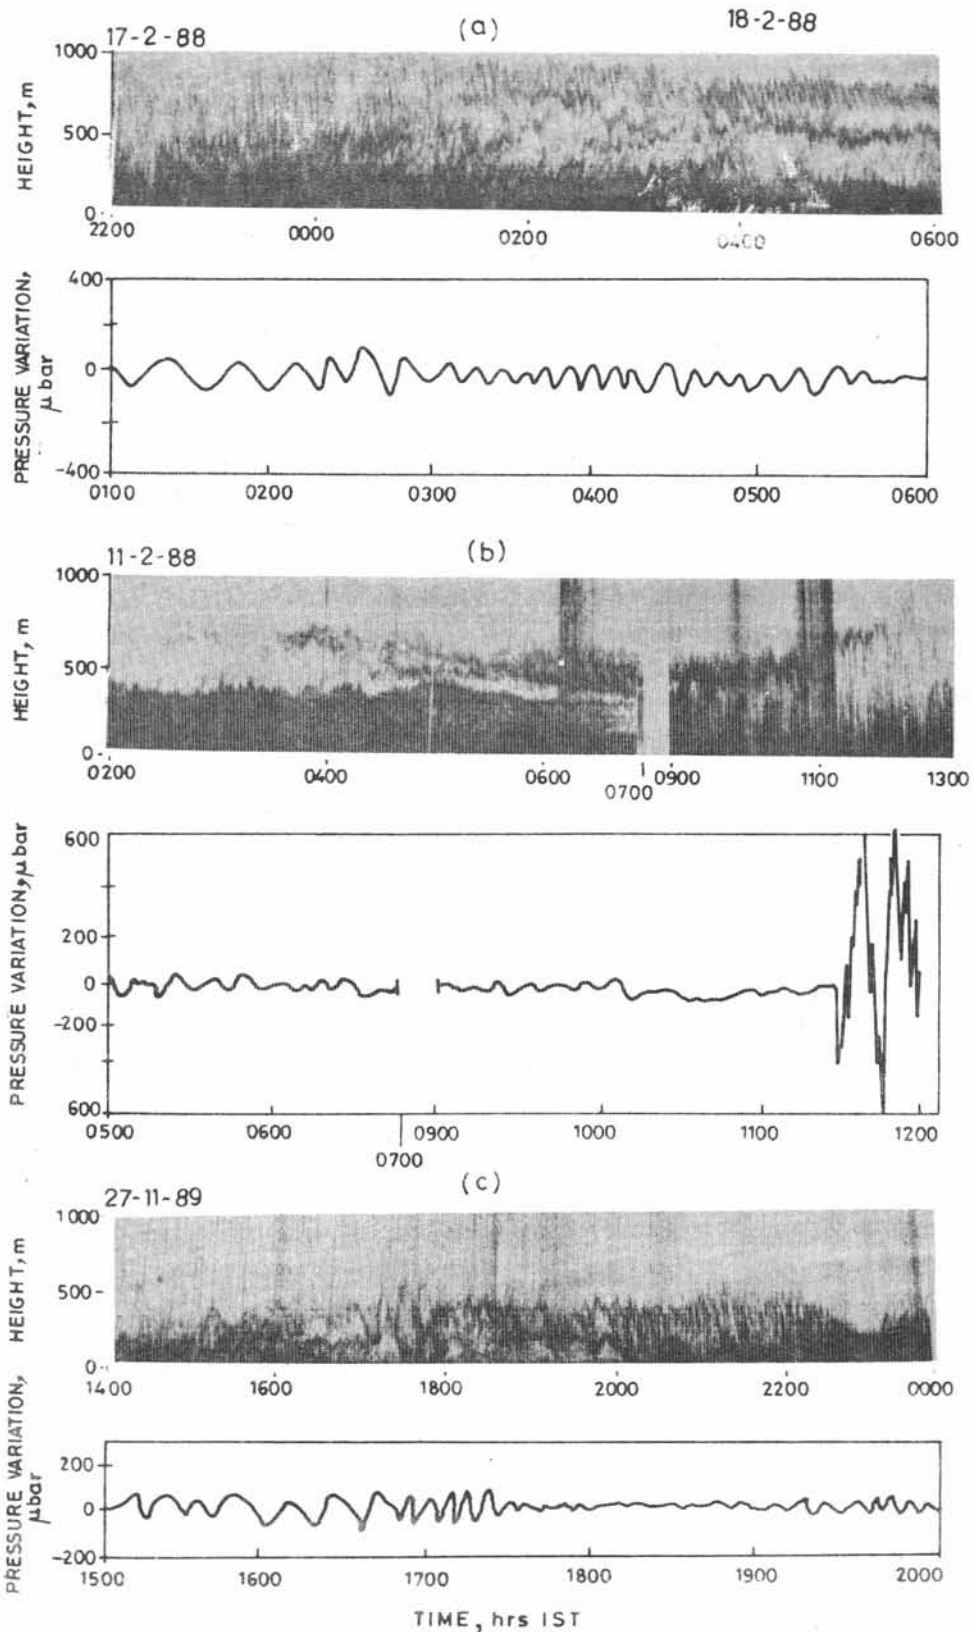 (a)
17-2-88
18-2-88
HEIGHT, m
1000
500
0
2200 0000 0200 0400 0600
PRESSURE VARIATION,
μbar
400
0
-400
0100 0200 0300 0400 0500 0600
(b)
11-2-88
HEIGHT, m
1000
500
0
0200 0400 0600 0700 0900 1100 1300
PRESSURE VARIATION, μbar
600
200
0
-200
600
0500 0600 0700 0900 1000 1100 1200
(c)
27-11-89
HEIGHT, m
1000
500
0
1400 1600 1800 2000 2200 0000
PRESSURE VARIATION,
μbar
200
0
-200
1500 1600 1700 1800 1900 2000
TIME, hrs IST